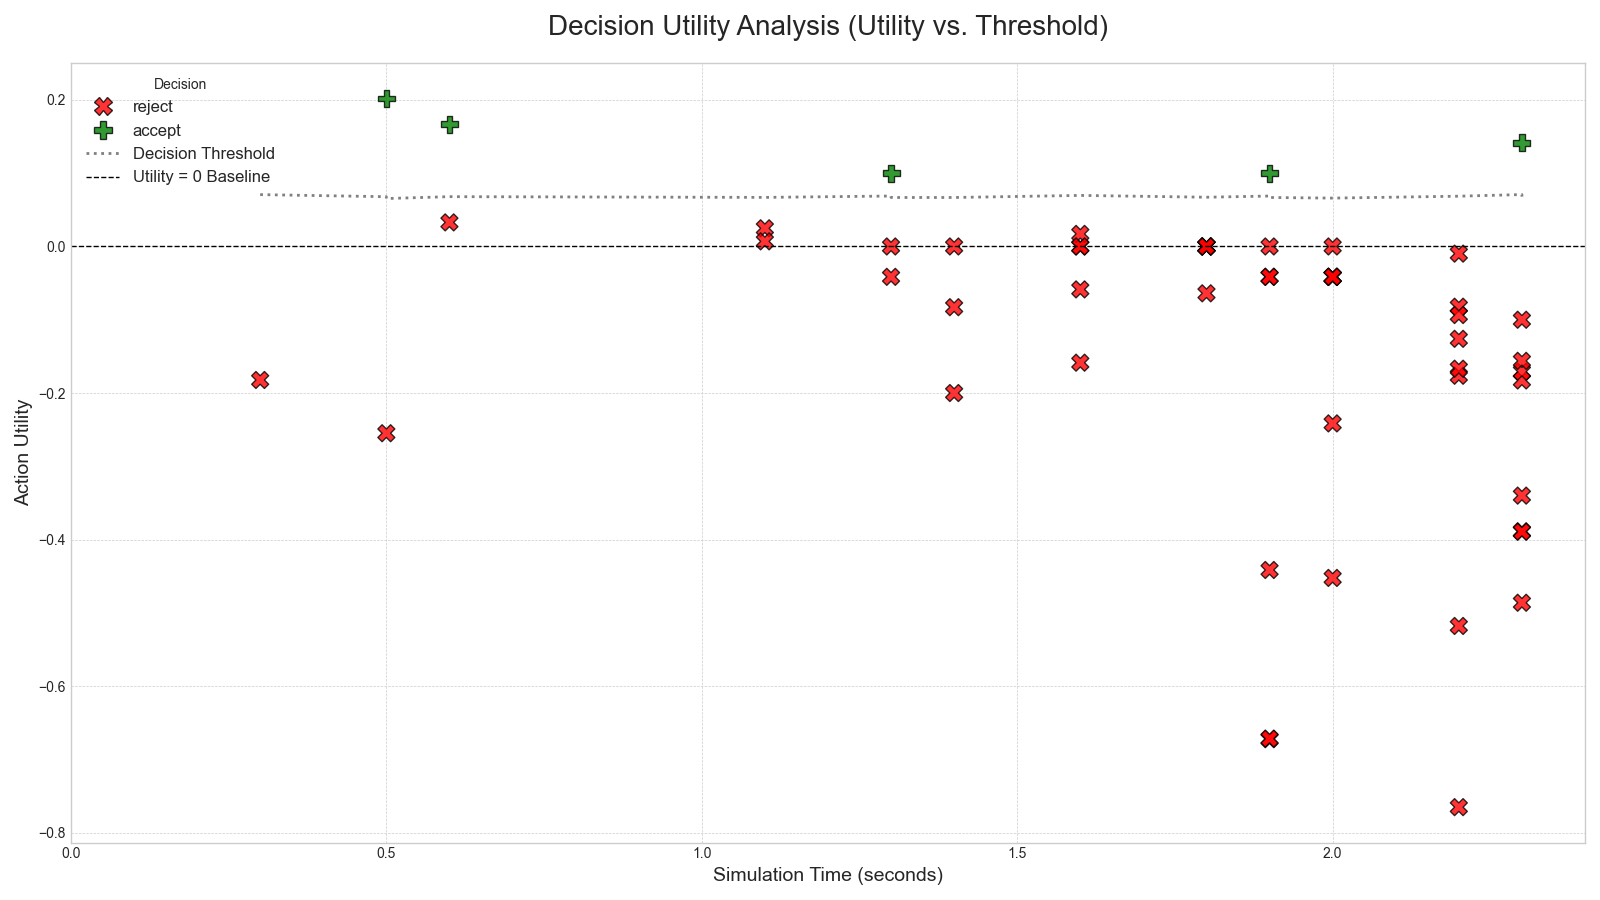 Decision Utility Analysis (Utility vs. Threshold)
Decision
reject
accept
Decision Threshold
Utility = 0 Baseline
Action Utility
0.2
0.0
−0.2
−0.4
−0.6
−0.8
0.0 0.5 1.0 1.5 2.0
Simulation Time (seconds)